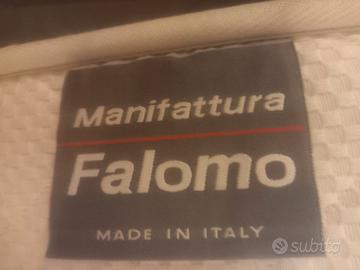 Manifattura
Falomo
MADE IN ITALY
subito